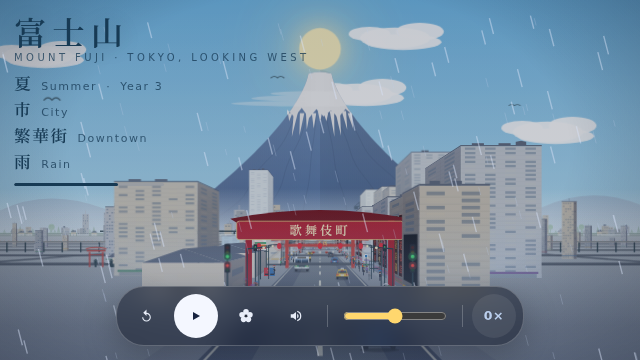 富士山
MOUNT FUJI · TOKYO, LOOKING WEST
夏 Summer · Year 3
市 City
繁華街 Downtown
雨 Rain
歌舞伎町
0×